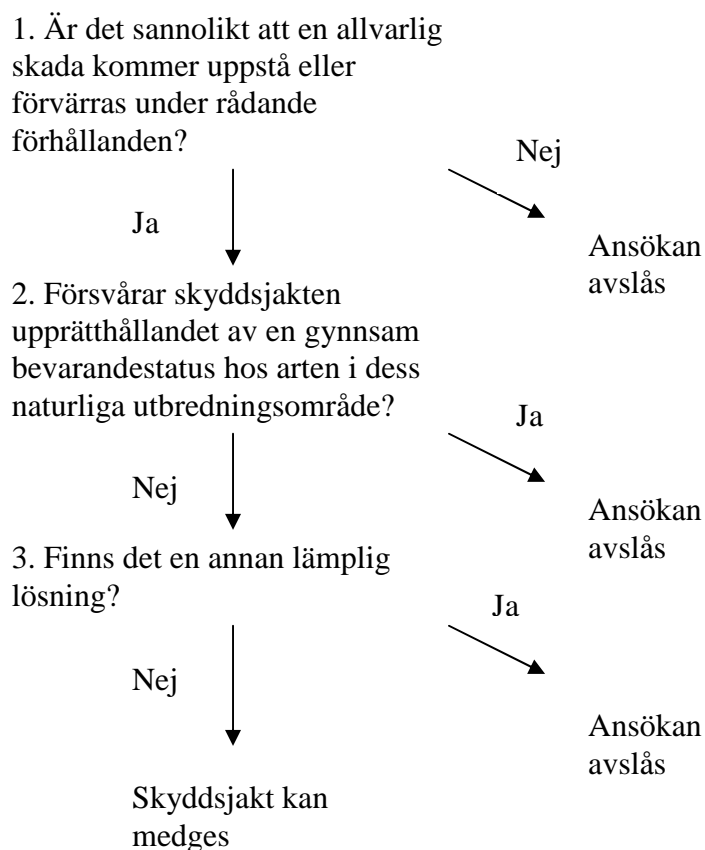 1. Är det sannolikt att en allvarlig
skada kommer uppstå eller
förvärras under rådande
förhållanden?
Nej
Ja
Ansökan
avslås
2. Försvårar skyddsjakten
upprätthållandet av en gynnsam
bevarandestatus hos arten i dess
naturliga utbredningsområde?
Ja
Nej
Ansökan
avslås
3. Finns det en annan lämplig
lösning?
Ja
Nej
Ansökan
avslås
Skyddsjakt kan
medges